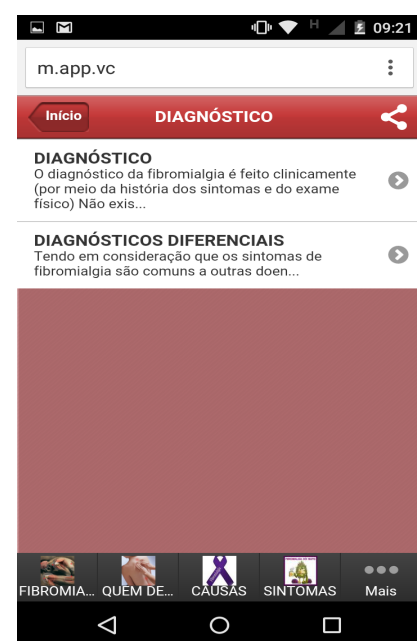 H
09:21
m.app.vc
Início
DIAGNÓSTICO
DIAGNÓSTICO
O diagnóstico da fibromialgia é feito clinicamente
(por meio da história dos sintomas e do exame
físico) Não exis...
DIAGNÓSTICOS DIFERENCIAIS
Tendo em consideração que os sintomas de
fibromialgia são comuns a outras doen...
FIBROMIA...
QUEM DE...
CAUSAS
SINTOMAS
Mais